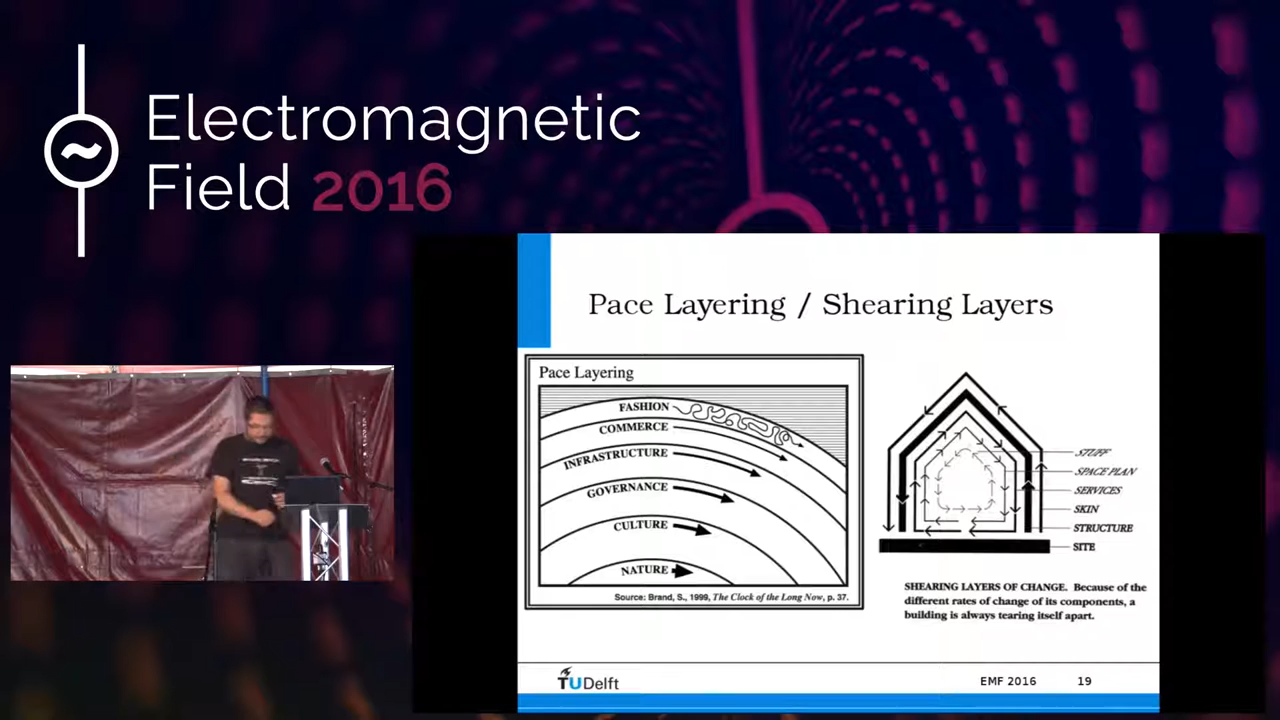 Electromagnetic
Field 2016
Pace Layering / Shearing Layers
Pace Layering
FASHION
COMMERCE
INFRASTRUCTURE
GOVERNANCE
CULTURE
NATURE
Source: Brand, S., 1999, The Clock of the Long Now, p. 37.
STUFF
SPACE PLAN
SERVICES
SKIN
STRUCTURE
SITE
SHEARING LAYERS OF CHANGE. Because of the
different rates of change of its components, a
building is always tearing itself apart.
TUDelft
EMF 2016
19